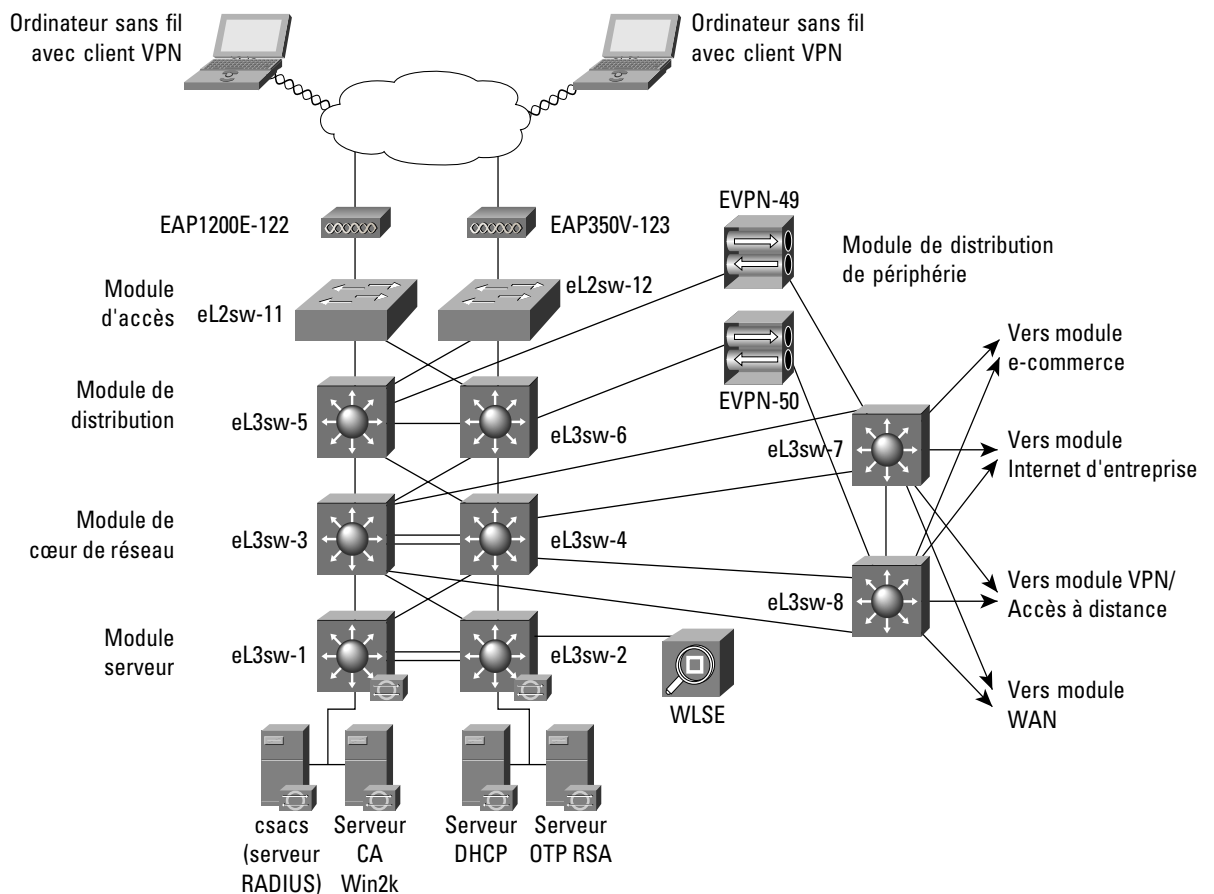 Ordinateur sans fil
avec client VPN
Ordinateur sans fil
avec client VPN
EAP1200E-122
EAP350V-123
EVPN-49
Module de distribution
de périphérie
Module
d'accès
eL2sw-11
eL2sw-12
EVPN-50
Vers module
e-commerce
Module de
distribution
eL3sw-5
eL3sw-6
eL3sw-7
Vers module
Internet d'entreprise
Module de
cœur de réseau
eL3sw-3
eL3sw-4
eL3sw-8
Vers module VPN/
Accès à distance
Module
serveur
eL3sw-1
eL3sw-2
WLSE
Vers module
WAN
csacs
(serveur
RADIUS)
Serveur
CA
Win2k
Serveur
DHCP
Serveur
OTP RSA